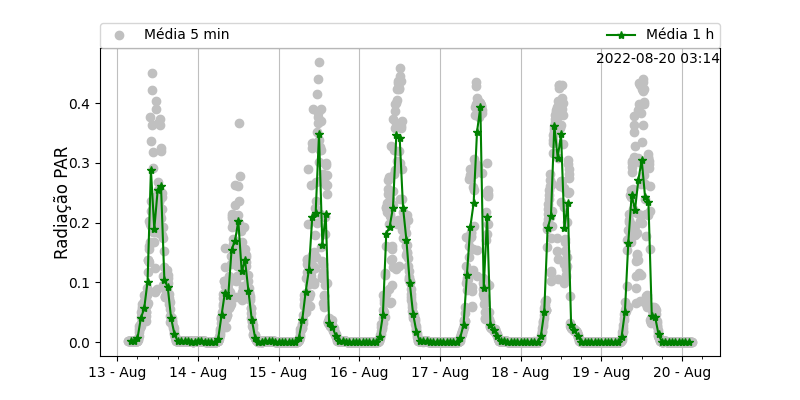 Média 5 min
Média 1 h
2022-08-20 03:14
Radiação PAR
0.4
0.3
0.2
0.1
0.0
13 - Aug
14 - Aug
15 - Aug
16 - Aug
17 - Aug
18 - Aug
19 - Aug
20 - Aug